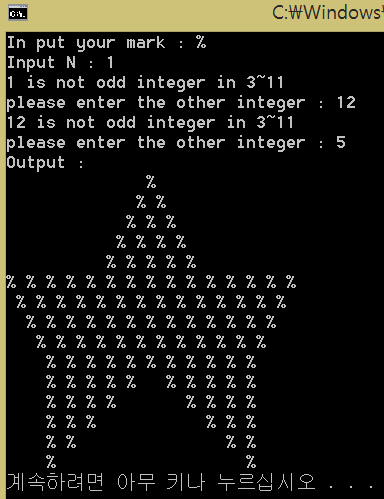 C:₩Windows₩
In put your mark : %
Input N : 1
1 is not odd integer in 3~11
please enter the other integer : 12
12 is not odd integer in 3~11
please enter the other integer : 5
Output :
              %
             % %
            % % %
           % % % %
          % % % % %
% % % % % % % % % % % % % % %
 % % % % % % % % % % % % % %
  % % % % % % % % % % % % %
   % % % % % % % % % % % %
    % % % % % % % % % % %
    % % % % %   % % % % %
    % % % %       % % % %
    % % %           % % %
    % %               % %
    %                   %
계속하려면 아무 키나 누르십시오 . . .